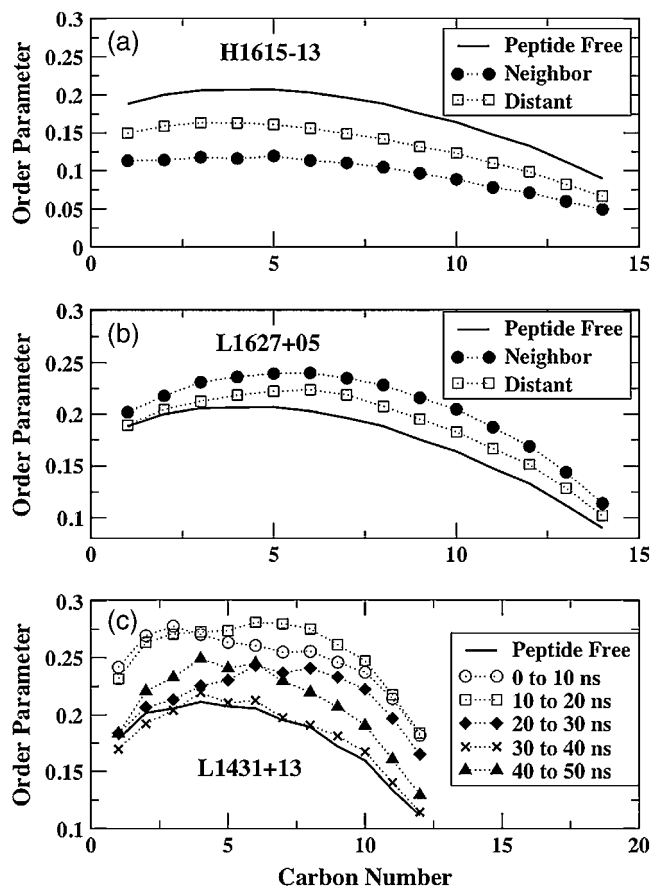 (a)
H1615-13
Peptide Free
Neighbor
Distant
Order Parameter
0.3
0.25
0.2
0.15
0.1
0.05
0
0
5
10
15
(b)
L1627+05
Peptide Free
Neighbor
Distant
Order Parameter
0.3
0.25
0.2
0.15
0.1
0
5
10
15
(c)
L1431+13
Peptide Free
0 to 10 ns
10 to 20 ns
20 to 30 ns
30 to 40 ns
40 to 50 ns
Order Parameter
0.3
0.25
0.2
0.15
0.1
0
5
10
15
20
Carbon Number